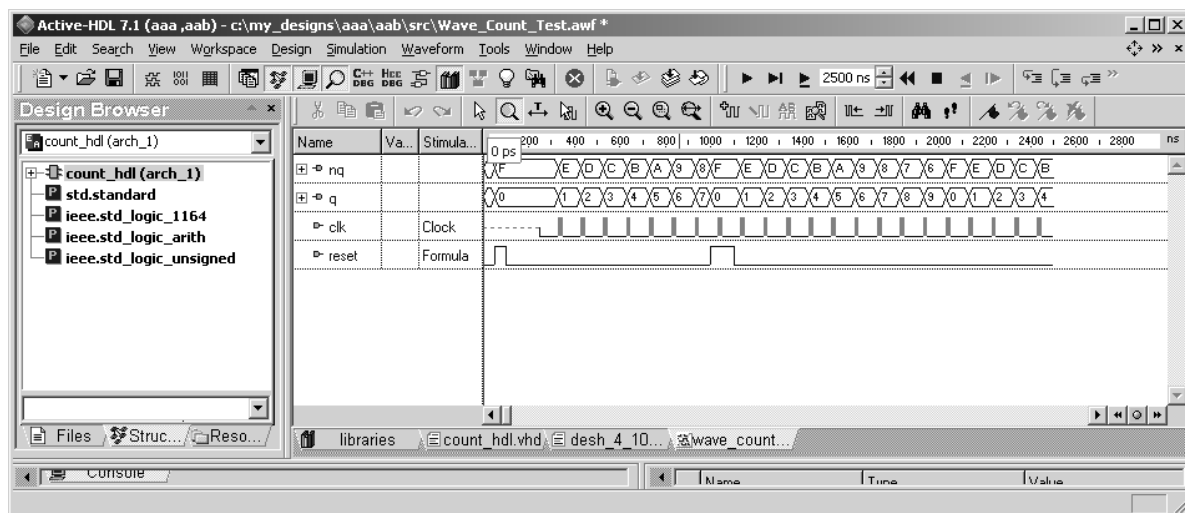 Active-HDL 7.1 (aaa ,aab) - c:\my_designs\aaa\aab\src\Wave_Count_Test.awf *
File Edit Search View Workspace Design Simulation Waveform Tools Window Help
C++ DBG HCE DBG 2500 ns
Design Browser
count_hdl (arch_1)
count_hdl (arch_1)
std.standard
ieee.std_logic_1164
ieee.std_logic_arith
ieee.std_logic_unsigned
Files Struc... Reso...
Name Va... Stimula... 200 400 600 800 1000 1200 1400 1600 1800 2000 2200 2400 2600 2800 ns
0 ps
nq F E D C B A 9 8 F E D C B A 9 8 7 6 F E D C B
q 0 1 2 3 4 5 6 7 0 1 2 3 4 5 6 7 8 9 0 1 2 3 4
clk Clock
reset Formula
libraries count_hdl.vhd desh_4_10... wave_count...
Console
Name Type Value